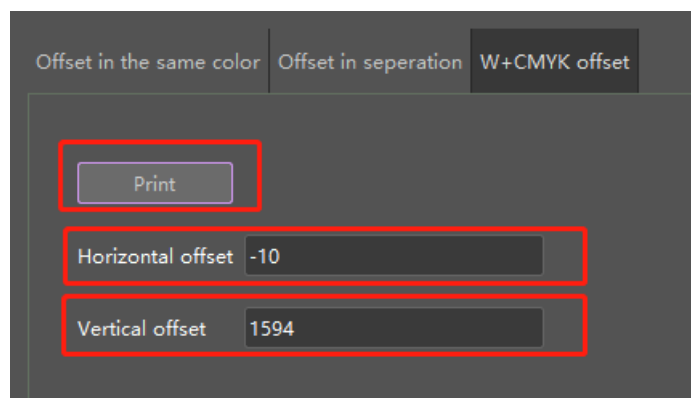 Offset in the same color Offset in seperation W+CMYK offset
Print
Horizontal offset -10
Vertical offset 1594